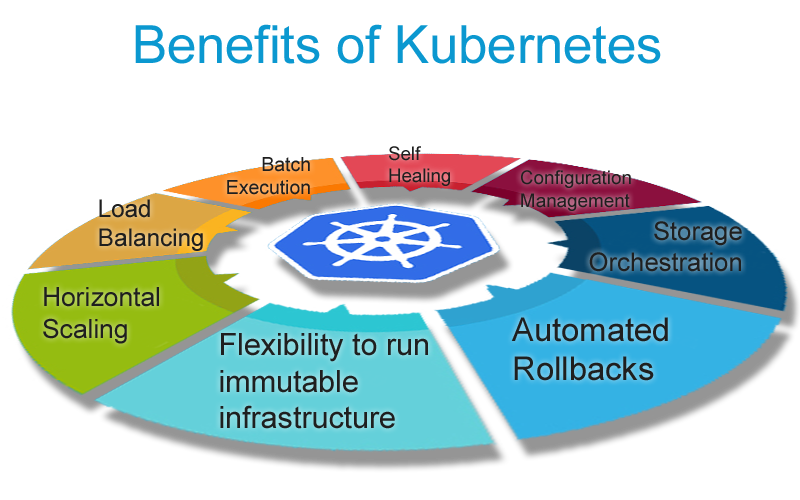 Benefits of Kubernetes
Self
Healing
Batch
Execution
Configuration
Management
Load
Balancing
Storage
Orchestration
Horizontal
Scaling
Automated
Rollbacks
Flexibility to run
immutable
infrastructure